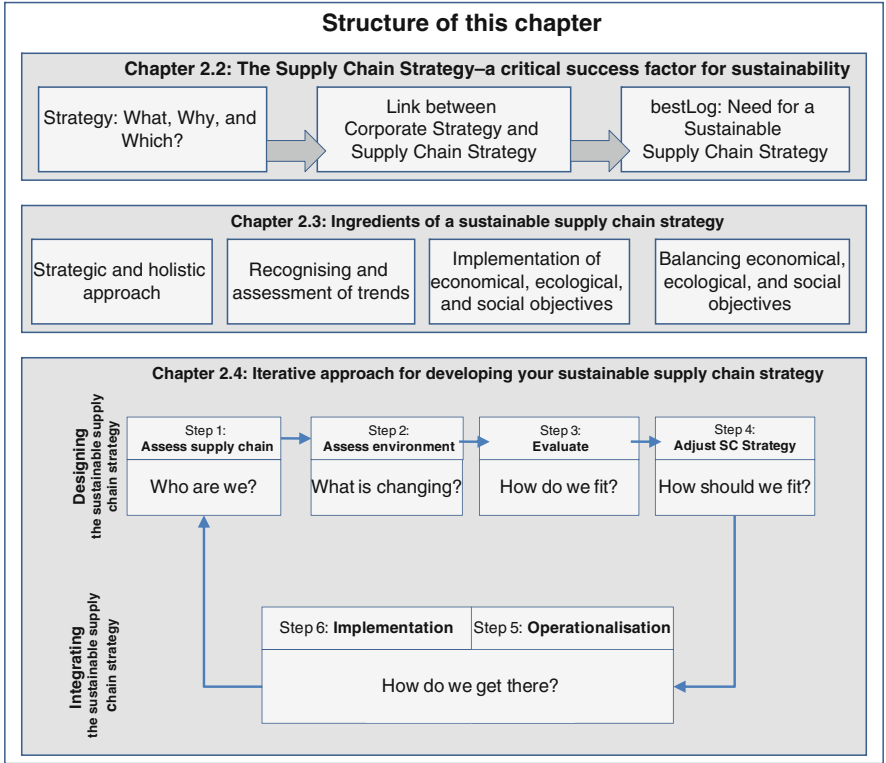 Structure of this chapter
Chapter 2.2: The Supply Chain Strategy–a critical success factor for sustainability
Strategy: What, Why, and
Which?
Link between
Corporate Strategy and
Supply Chain Strategy
bestLog: Need for a
Sustainable
Supply Chain Strategy
Chapter 2.3: Ingredients of a sustainable supply chain strategy
Strategic and holistic
approach
Recognising and
assessment of trends
Implementation of
economical, ecological,
and social objectives
Balancing economical,
ecological, and social
objectives
Chapter 2.4: Iterative approach for developing your sustainable supply chain strategy
Designing
the sustainable supply
chain strategy
Step 1:
Assess supply chain
Who are we?
Step 2:
Assess environment
What is changing?
Step 3:
Evaluate
How do we fit?
Step 4:
Adjust SC Strategy
How should we fit?
Integrating
the sustainable supply
chain strategy
Step 6: Implementation
Step 5: Operationalisation
How do we get there?